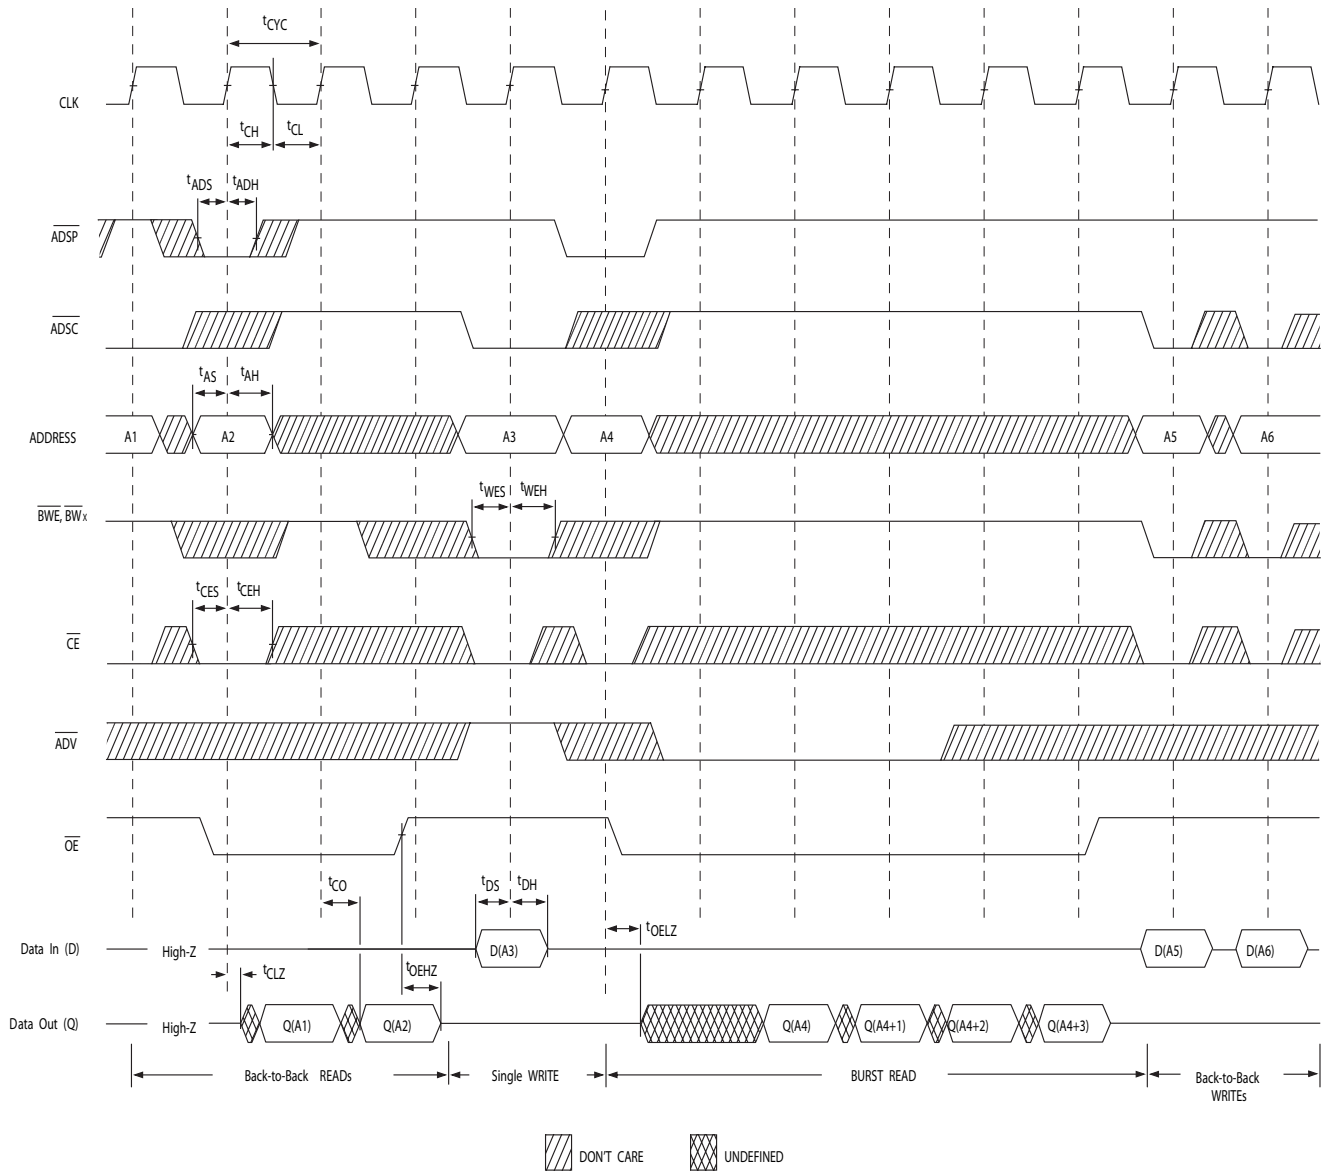 tCYC
CLK
tCH
tCL
tADS
tADH
ADSP
ADSC
tAS
tAH
ADDRESS
A1
A2
A3
A4
A5
A6
tWES
tWEH
BWE, BWx
tCES
tCEH
CE
ADV
OE
tCO
tDS
tDH
tOELZ
Data In (D)
High-Z
D(A3)
D(A5)
D(A6)
tCLZ
tOEHZ
Data Out (Q)
High-Z
Q(A1)
Q(A2)
Q(A4)
Q(A4+1)
Q(A4+2)
Q(A4+3)
Back-to-Back READs
Single WRITE
BURST READ
Back-to-Back
WRITEs
DON'T CARE
UNDEFINED